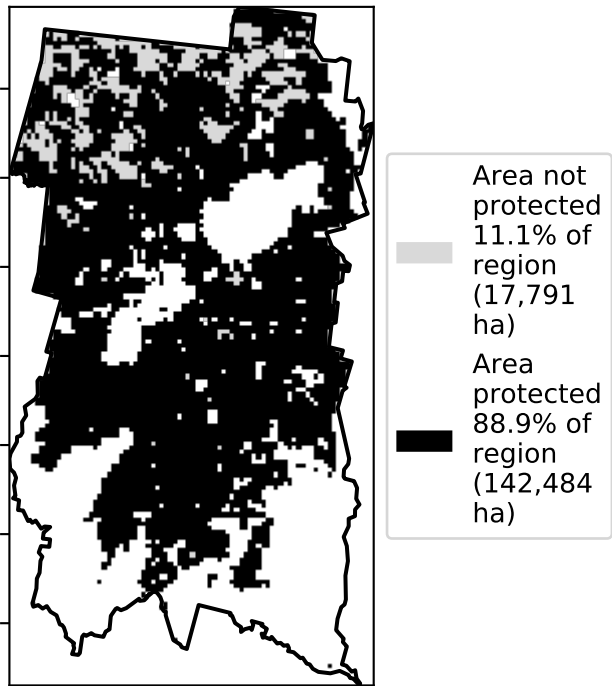 Area not
protected
11.1% of
region
(17,791
ha)
Area
protected
88.9% of
region
(142,484
ha)